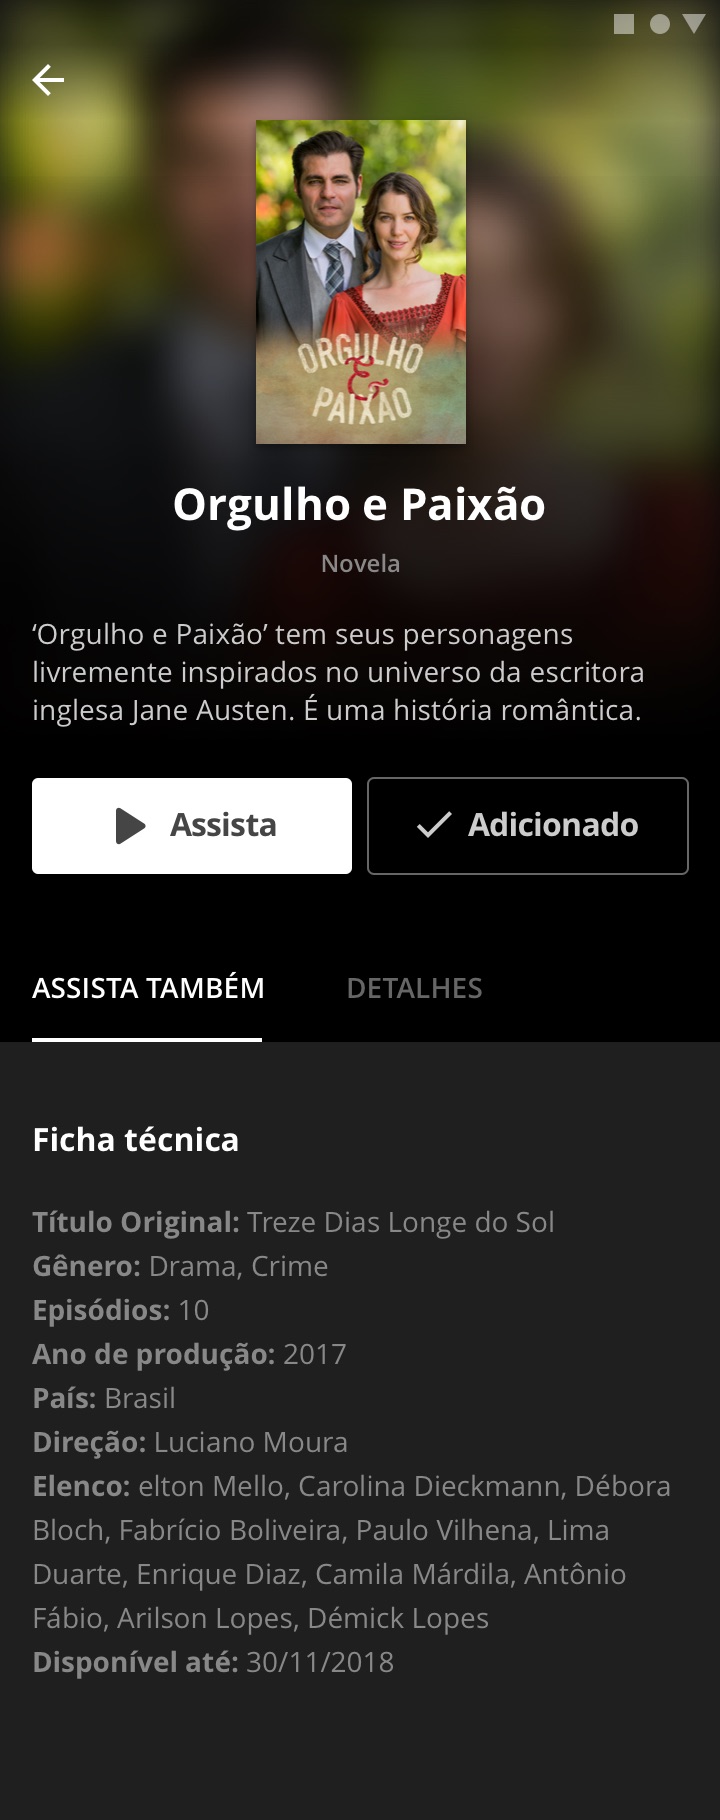 ORGULHO
E
PAIXÃO
Orgulho e Paixão
Novela
‘Orgulho e Paixão’ tem seus personagens
livremente inspirados no universo da escritora
inglesa Jane Austen. É uma história romântica.
Assista
Adicionado
ASSISTA TAMBÉM
DETALHES
Ficha técnica
Título Original: Treze Dias Longe do Sol
Gênero: Drama, Crime
Episódios: 10
Ano de produção: 2017
País: Brasil
Direção: Luciano Moura
Elenco: elton Mello, Carolina Dieckmann, Débora
Bloch, Fabrício Boliveira, Paulo Vilhena, Lima
Duarte, Enrique Diaz, Camila Márdila, Antônio
Fábio, Arilson Lopes, Démick Lopes
Disponível até: 30/11/2018